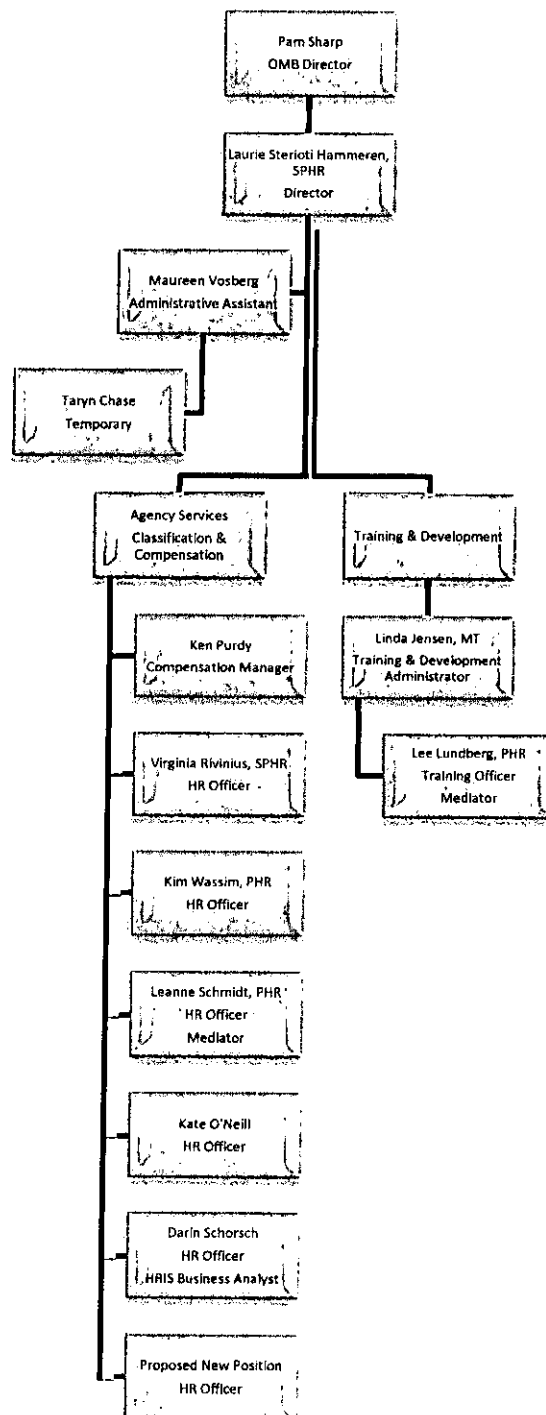 Pam Sharp
OMB Director
Laurie Sterioti Hammeren,
SPHR
Director
Maureen Vosberg
Administrative Assistant
Taryn Chase
Temporary
Agency Services
Classification &
Compensation
Training & Development
Ken Purdy
Compensation Manager
Linda Jensen, MT
Training & Development
Administrator
Virginia Rivinius, SPHR
HR Officer
Lee Lundberg, PHR
Training Officer
Mediator
Kim Wassim, PHR
HR Officer
Leanne Schmidt, PHR
HR Officer
Mediator
Kate O'Neill
HR Officer
Darin Schorsch
HR Officer
HRIS Business Analyst
Proposed New Position
HR Officer